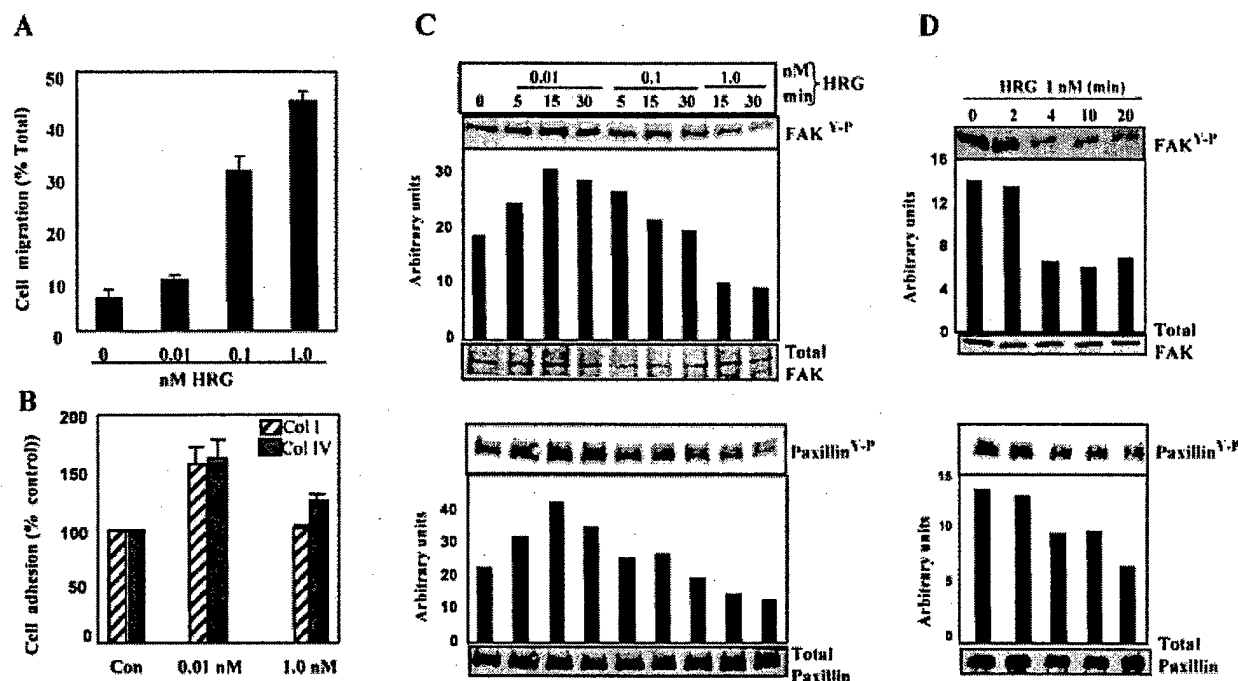 A
Cell migration (% Total)
50
40
30
20
10
0
0 0.01 0.1 1.0
nM HRG
B
Cell adhesion (% control))
200
150
100
50
0
Col I
Col IV
Con 0.01 nM 1.0 nM
C
0.01 0.1 1.0 nM
0 5 15 30 5 15 30 15 30 min
HRG
FAK Y-P
Arbitrary units
30
20
10
0
Total
FAK
Paxillin Y-P
Arbitrary units
40
30
20
10
0
Total
Paxillin
D
HRG 1 nM (min)
0 2 4 10 20
FAK Y-P
Arbitrary units
16
12
8
4
0
Total
FAK
Paxillin Y-P
Arbitrary units
15
10
5
0
Total
Paxillin